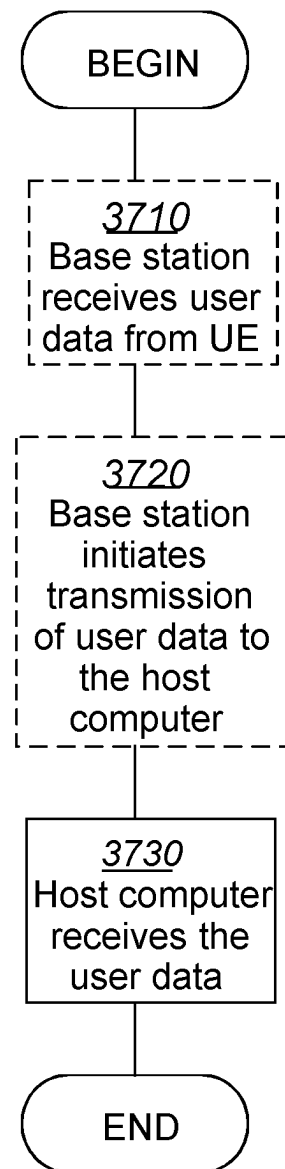 BEGIN
3710
Base station
receives user
data from UE
3720
Base station
initiates
transmission
of user data to
the host
computer
3730
Host computer
receives the
user data
END